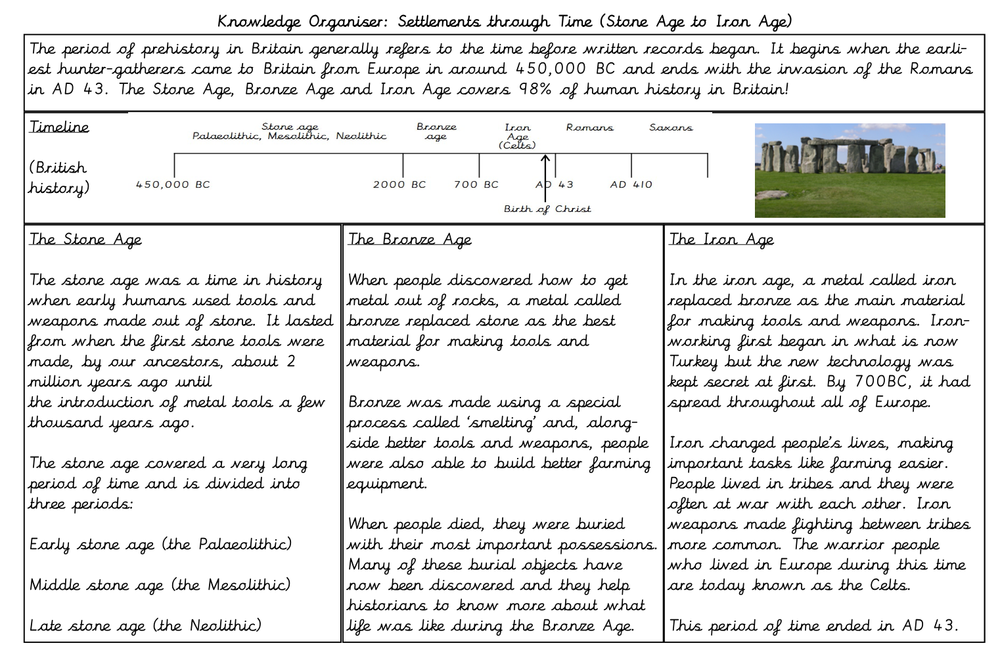 Knowledge Organiser: Settlements through Time (Stone Age to Iron Age)
The period of prehistory in Britain generally refers to the time before written records began. It begins when the earli-
est hunter-gatherers came to Britain from Europe in around 450,000 BC and ends with the invasion of the Romans
in AD 43. The Stone Age, Bronze Age and Iron Age covers 98% of human history in Britain!
Timeline
(British
history)
Stone age
Palaeolithic, Mesolithic, Neolithic
Bronze
age
Iron
Age
(Celts)
Romans
Saxons
450,000 BC
2000 BC
700 BC
AD 43
AD 410
Birth of Christ
The Stone Age
The stone age was a time in history
when early humans used tools and
weapons made out of stone. It lasted
from when the first stone tools were
made, by our ancestors, about 2
million years ago until
the introduction of metal tools a few
thousand years ago.
The stone age covered a very long
period of time and is divided into
three periods:
Early stone age (the Palaeolithic)
Middle stone age (the Mesolithic)
Late stone age (the Neolithic)
The Bronze Age
When people discovered how to get
metal out of rocks, a metal called
bronze replaced stone as the best
material for making tools and
weapons.
Bronze was made using a special
process called ‘smelting’ and, along-
side better tools and weapons, people
were also able to build better farming
equipment.
When people died, they were buried
with their most important possessions.
Many of these burial objects have
now been discovered and they help
historians to know more about what
life was like during the Bronze Age.
The Iron Age
In the iron age, a metal called iron
replaced bronze as the main material
for making tools and weapons. Iron-
working first began in what is now
Turkey but the new technology was
kept secret at first. By 700BC, it had
spread throughout all of Europe.
Iron changed people’s lives, making
important tasks like farming easier.
People lived in tribes and they were
often at war with each other. Iron
weapons made fighting between tribes
more common. The warrior people
who lived in Europe during this time
are today known as the Celts.
This period of time ended in AD 43.